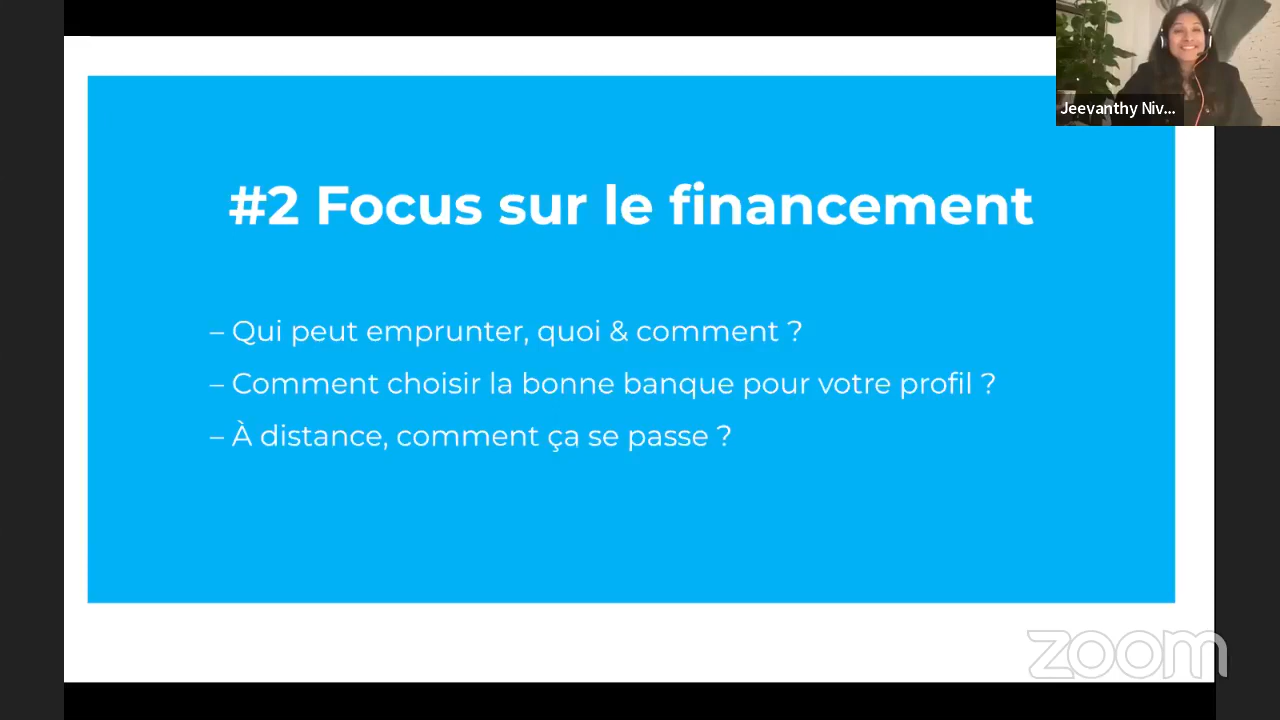 Jeevanthy Niv...
#2 Focus sur le financement
– Qui peut emprunter, quoi & comment ?
– Comment choisir la bonne banque pour votre profil ?
– À distance, comment ça se passe ?
zoom